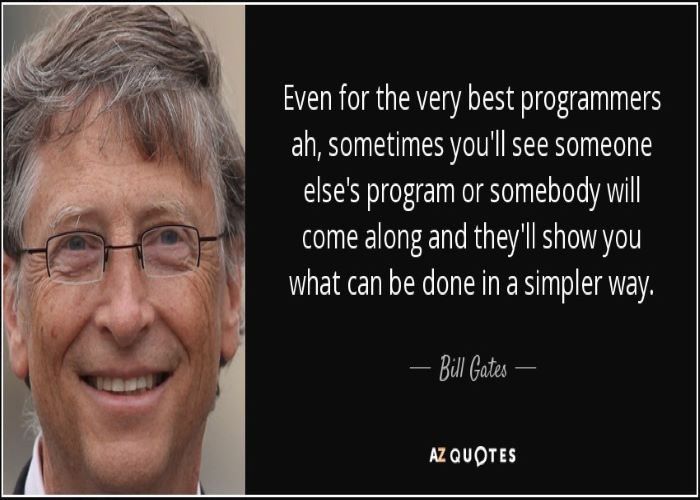 Even for the very best programmers
ah, sometimes you'll see someone
else's program or somebody will
come along and they'll show you
what can be done in a simpler way.
— Bill Gates —
AZ QUOTES